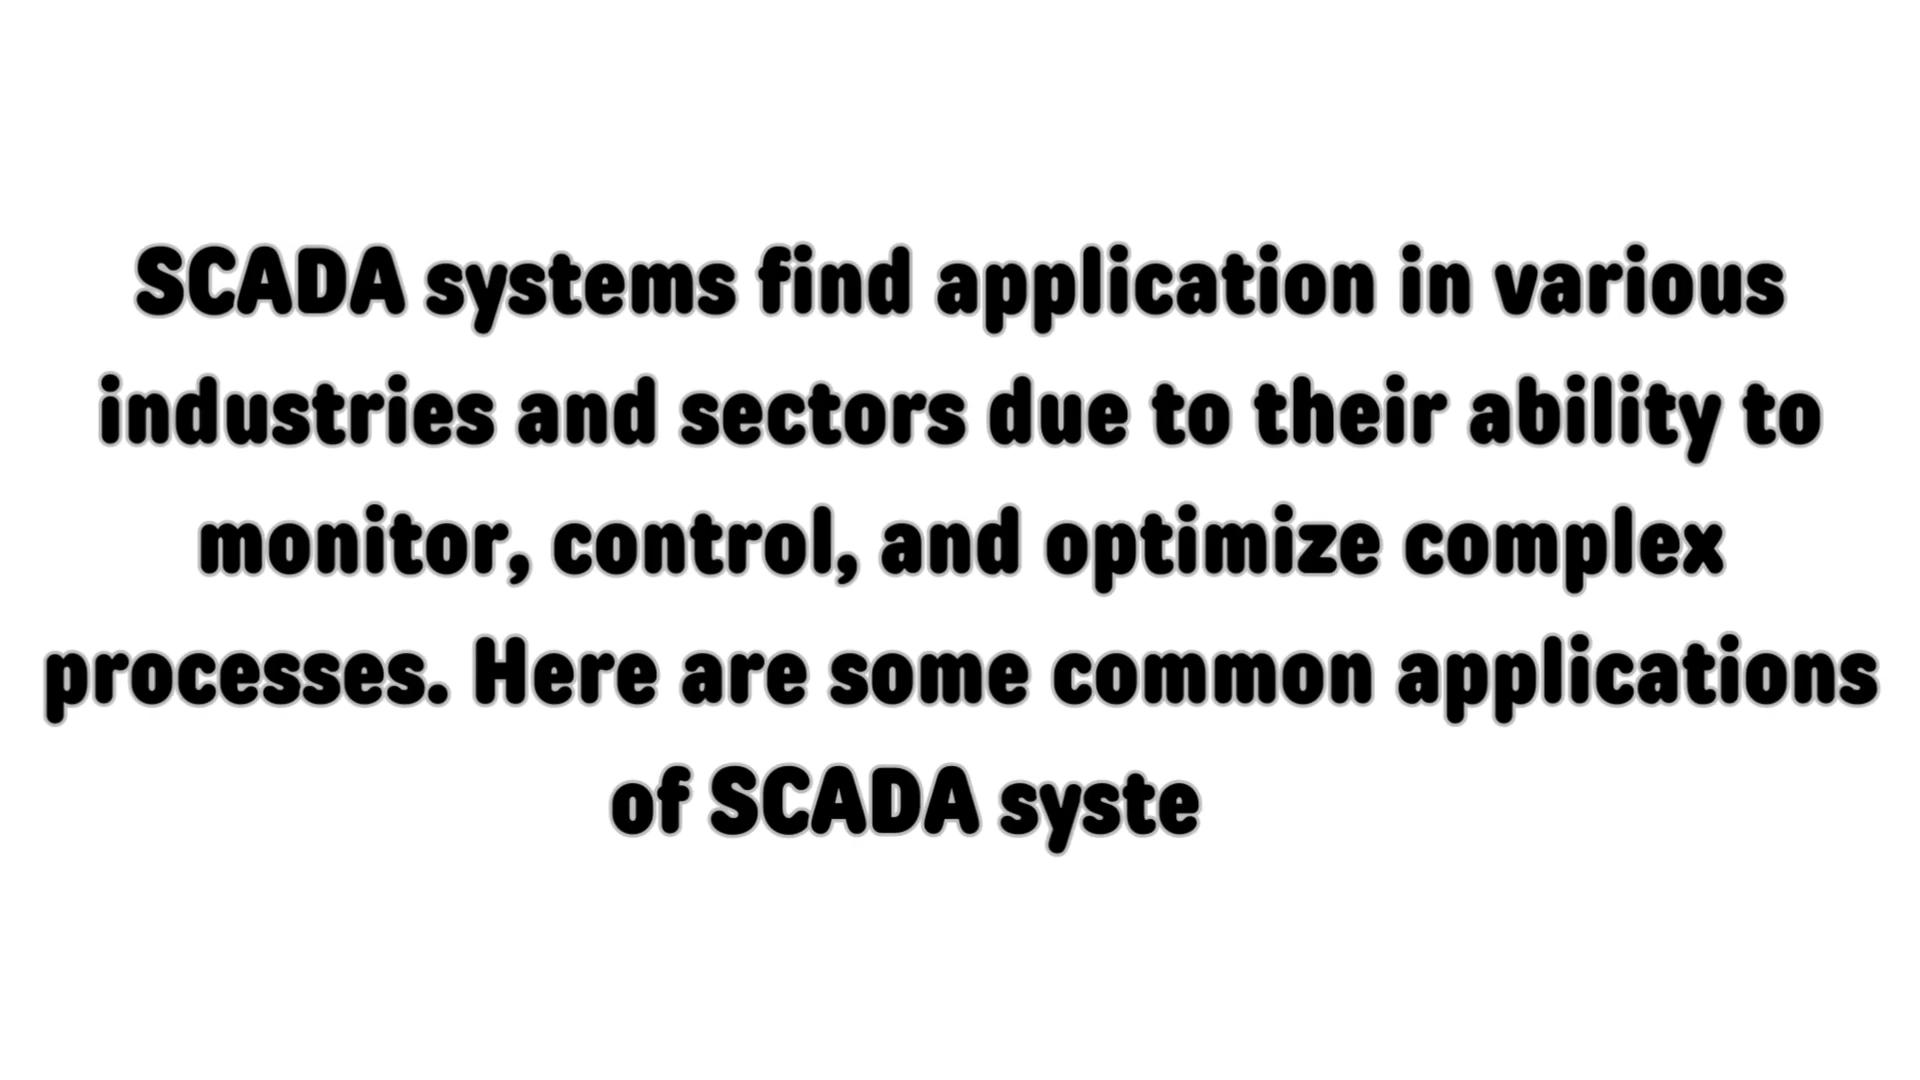 SCADA systems find application in various
industries and sectors due to their ability to
monitor, control, and optimize complex
processes. Here are some common applications
of SCADA syste